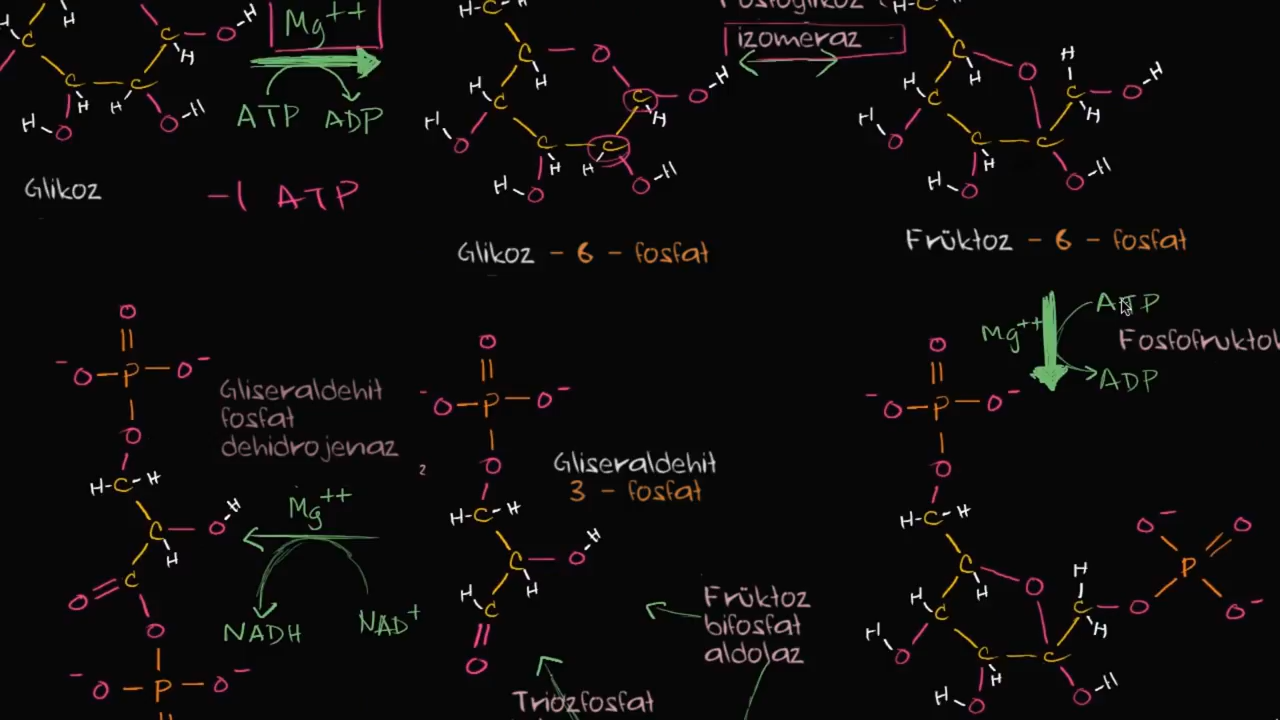 Mg++
ATP ADP
Glikoz
-1 ATP
Fosfoglikoz
izomeraz
Glikoz - 6 - fosfat
Früktoz - 6 - fosfat
Mg++
ATP
Fosfofruktok
ADP
Gliseraldehit
fosfat
dehidrojenaz
Mg++
NADH
NAD+
2
Gliseraldehit
3 - fosfat
Früktoz
bifosfat
aldolaz
Triozfosfat